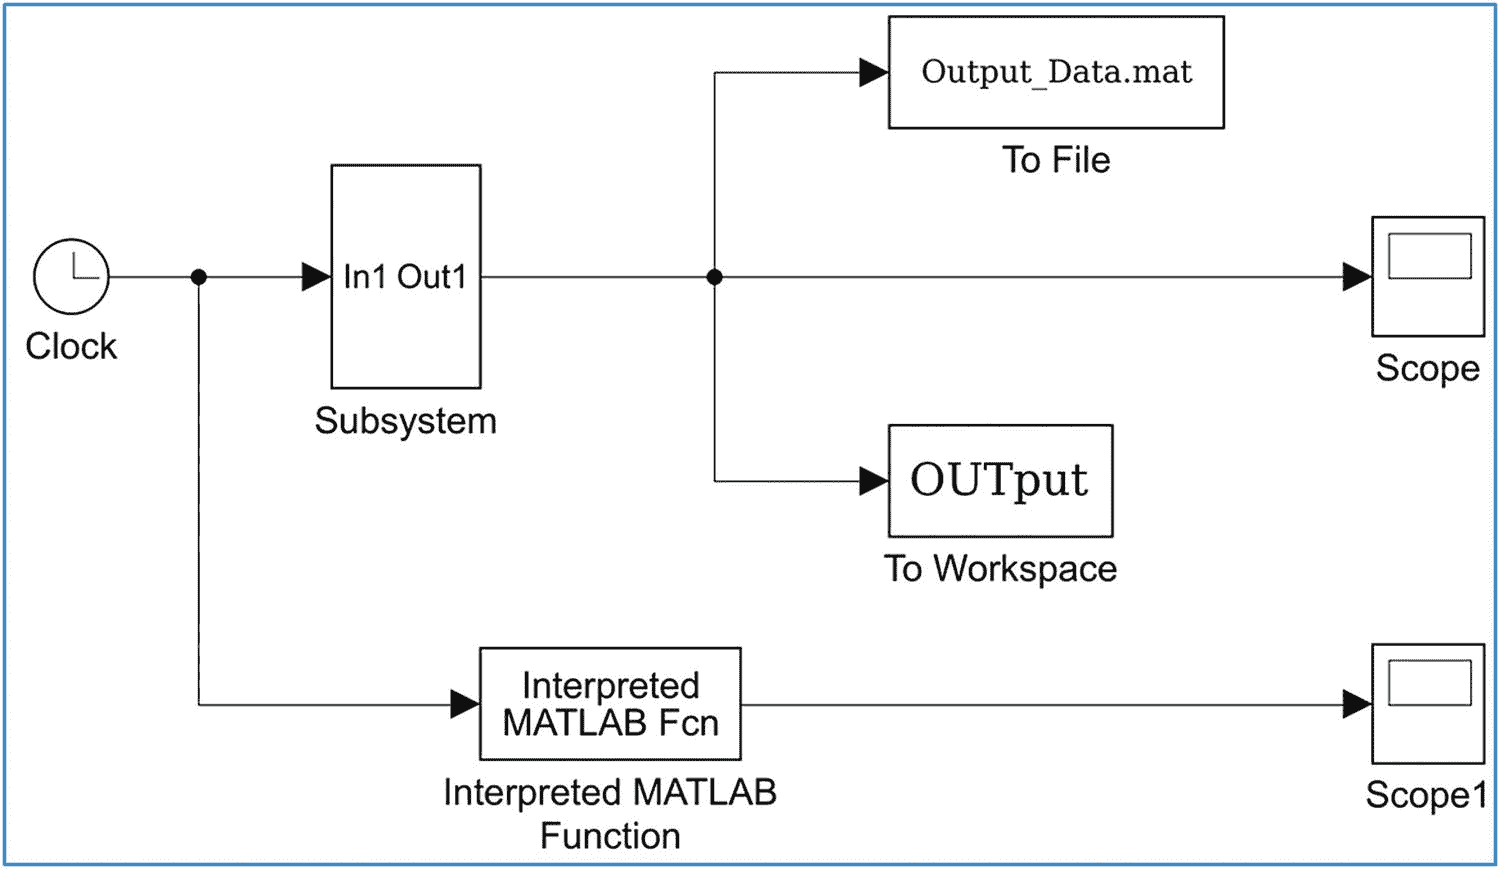 Output_Data.mat
To File
Clock
In1 Out1
Subsystem
Scope
OUTput
To Workspace
Interpreted
MATLAB Fcn
Interpreted MATLAB
Function
Scope1